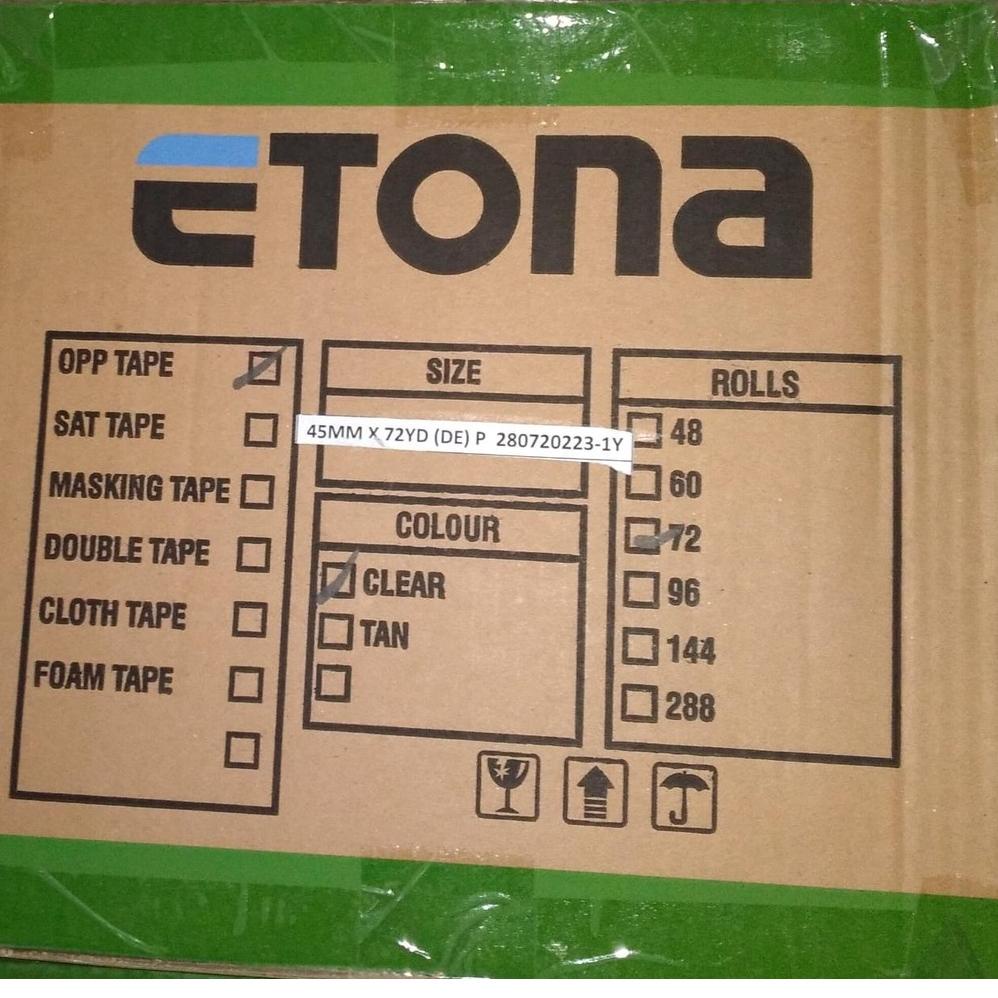 ETONA
OPP TAPE
SAT TAPE
MASKING TAPE
DOUBLE TAPE
CLOTH TAPE
FOAM TAPE
SIZE
45MM X 72YD (DE) P 280720223-1Y
COLOUR
CLEAR
TAN
ROLLS
48
60
72
96
144
288